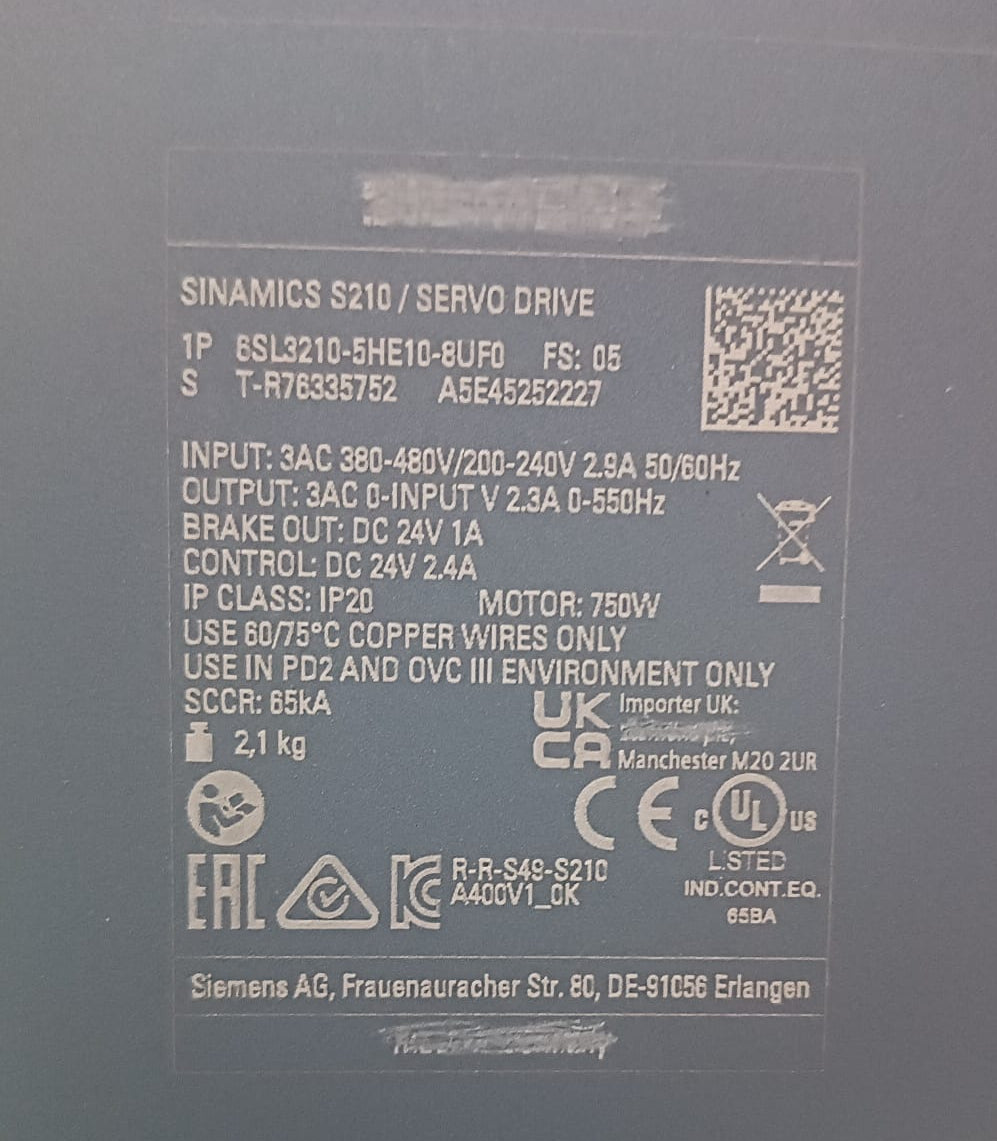 SINAMICS S210 / SERVO DRIVE
1P 6SL3210-5HE10-8UF0 FS: 05
S T-R76335752 A5E45252227
INPUT: 3AC 380-480V/200-240V 2.9A 50/60Hz
OUTPUT: 3AC 0-INPUT V 2.3A 0-550Hz
BRAKE OUT: DC 24V 1A
CONTROL: DC 24V 2.4A
IP CLASS: IP20 MOTOR: 750W
USE 60/75°C COPPER WIRES ONLY
USE IN PD2 AND OVC III ENVIRONMENT ONLY
SCCR: 65kA
2,1 kg
UK
CA
Importer UK:
Manchester M20 2UR
CE
C UL US
LISTED
IND.CONT.EQ.
65BA
EAC
R-R-S49-S210
A400V1_0K
Siemens AG, Frauenauracher Str. 80, DE-91056 Erlangen